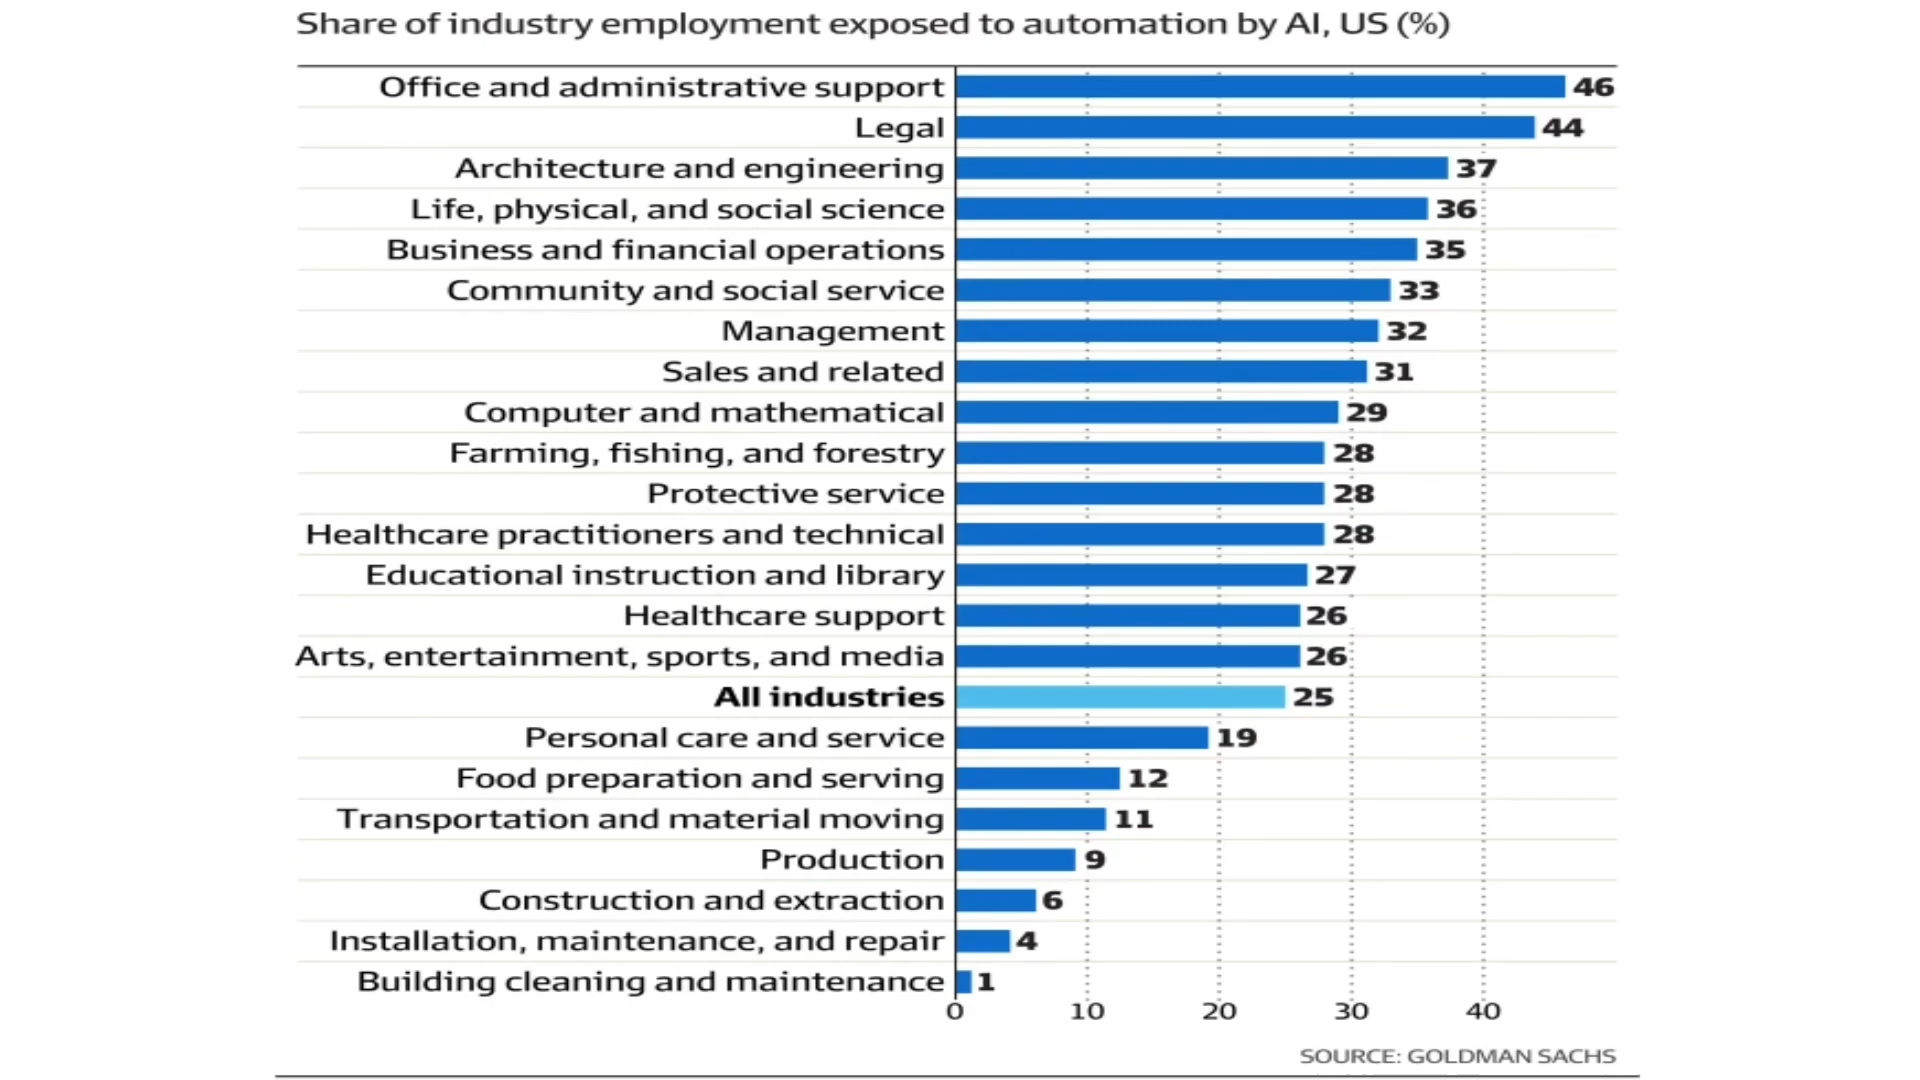 Share of industry employment exposed to automation by AI, US (%)
Office and administrative support 46
Legal 44
Architecture and engineering 37
Life, physical, and social science 36
Business and financial operations 35
Community and social service 33
Management 32
Sales and related 31
Computer and mathematical 29
Farming, fishing, and forestry 28
Protective service 28
Healthcare practitioners and technical 28
Educational instruction and library 27
Healthcare support 26
Arts, entertainment, sports, and media 26
All industries 25
Personal care and service 19
Food preparation and serving 12
Transportation and material moving 11
Production 9
Construction and extraction 6
Installation, maintenance, and repair 4
Building cleaning and maintenance 1
0 10 20 30 40
SOURCE: GOLDMAN SACHS